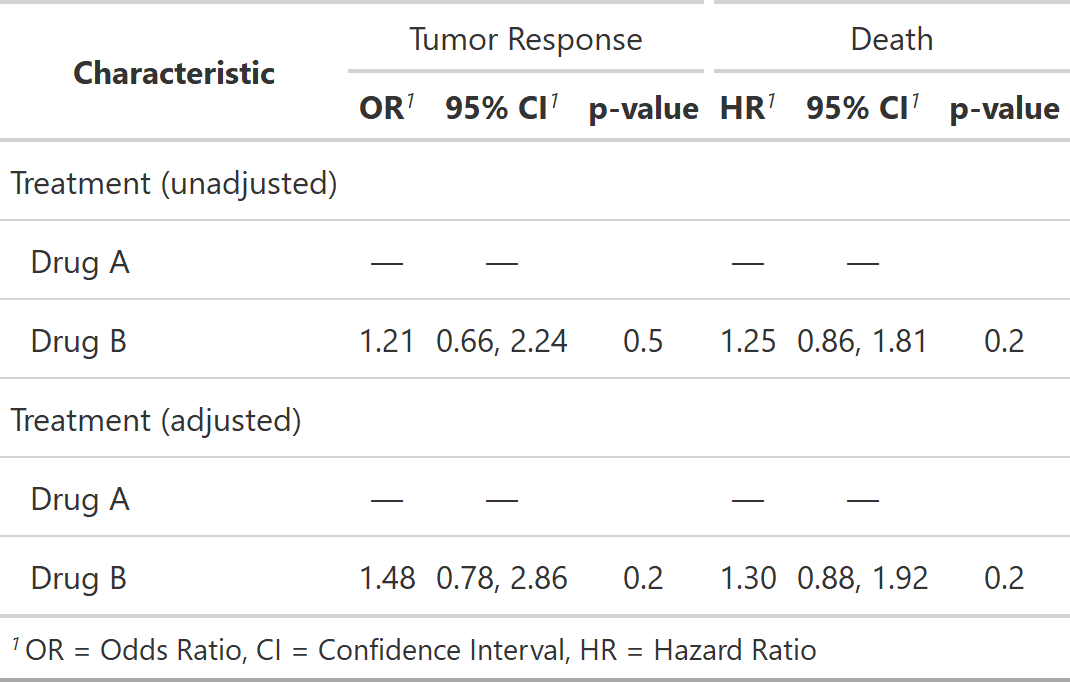 Characteristic Tumor Response Death
OR¹ 95% CI¹ p-value HR¹ 95% CI¹ p-value
Treatment (unadjusted)
Drug A — — — —
Drug B 1.21 0.66, 2.24 0.5 1.25 0.86, 1.81 0.2
Treatment (adjusted)
Drug A — — — —
Drug B 1.48 0.78, 2.86 0.2 1.30 0.88, 1.92 0.2
¹ OR = Odds Ratio, CI = Confidence Interval, HR = Hazard Ratio